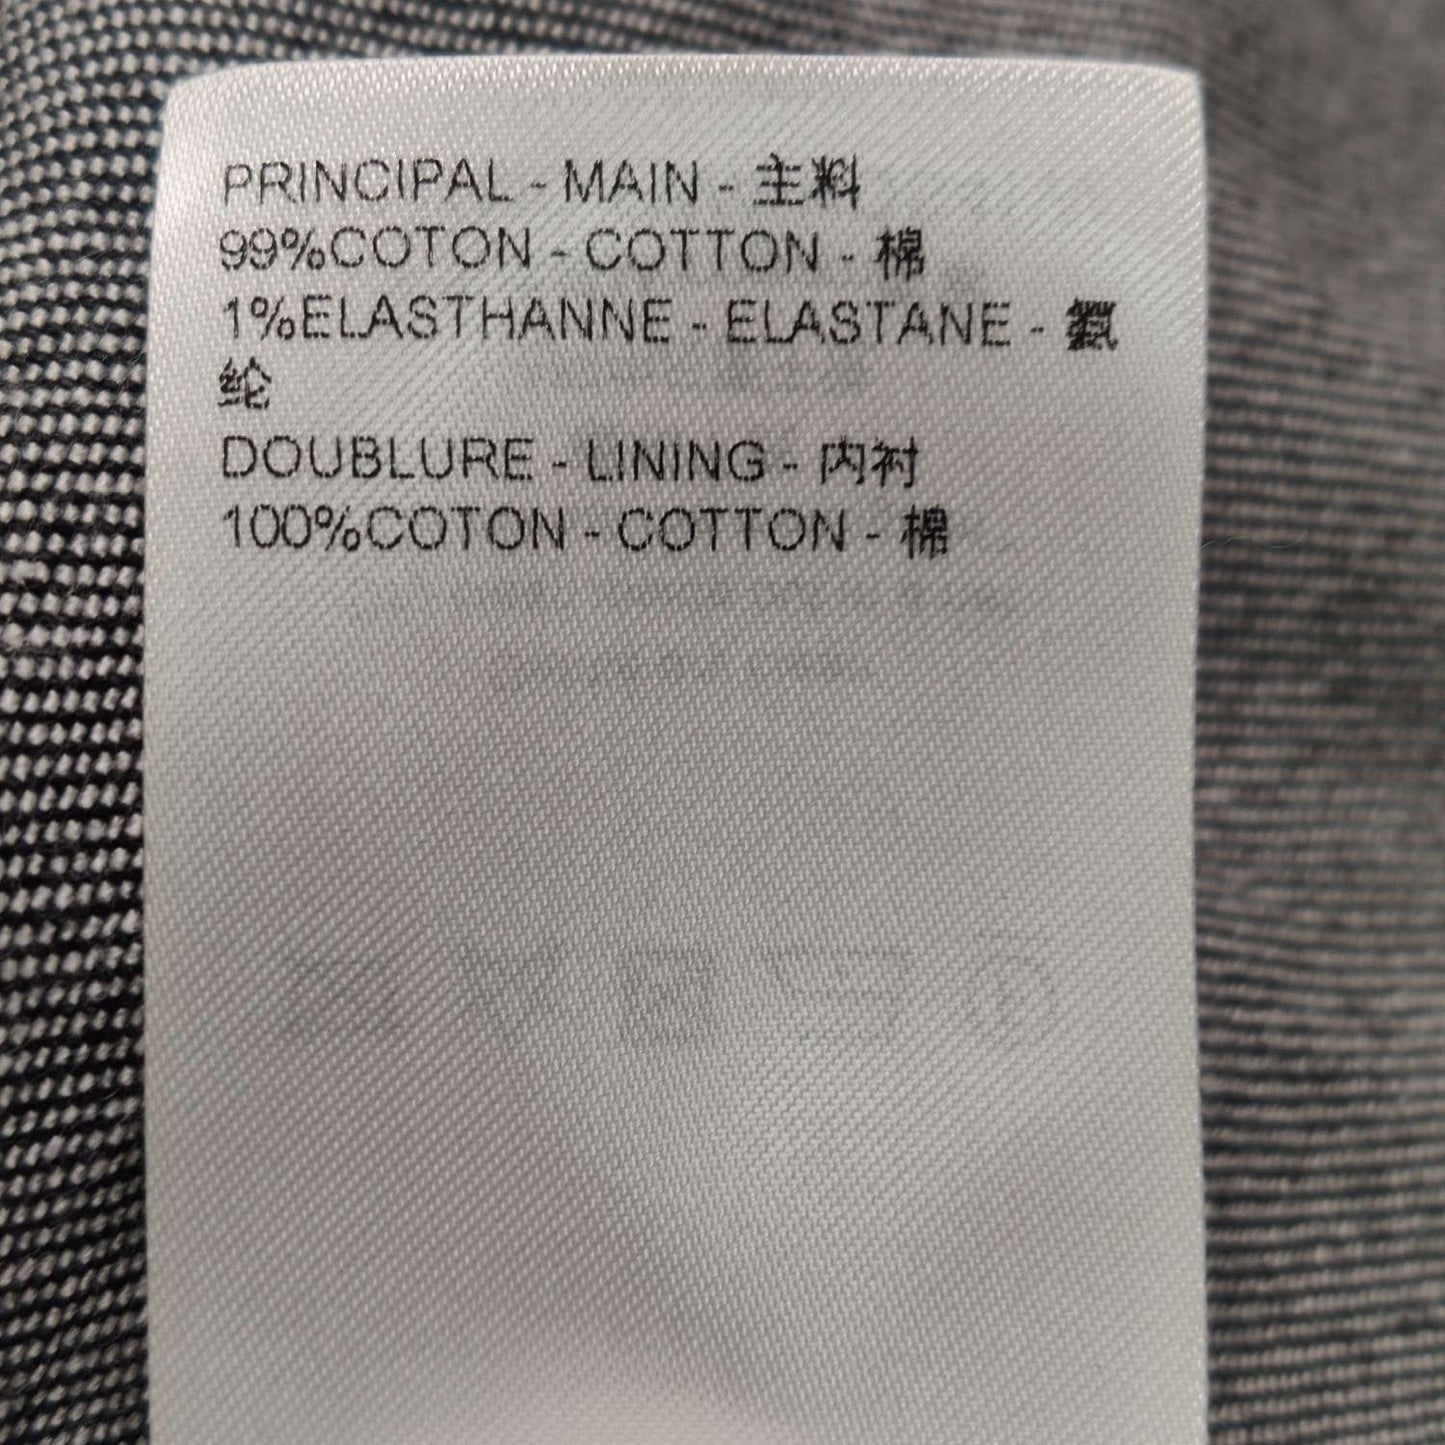 PRINCIPAL - MAIN - 主料
99%COTON - COTTON - 棉
1%ELASTHANNE - ELASTANE - 氨
纶
DOUBLURE - LINING - 内衬
100%COTON - COTTON - 棉